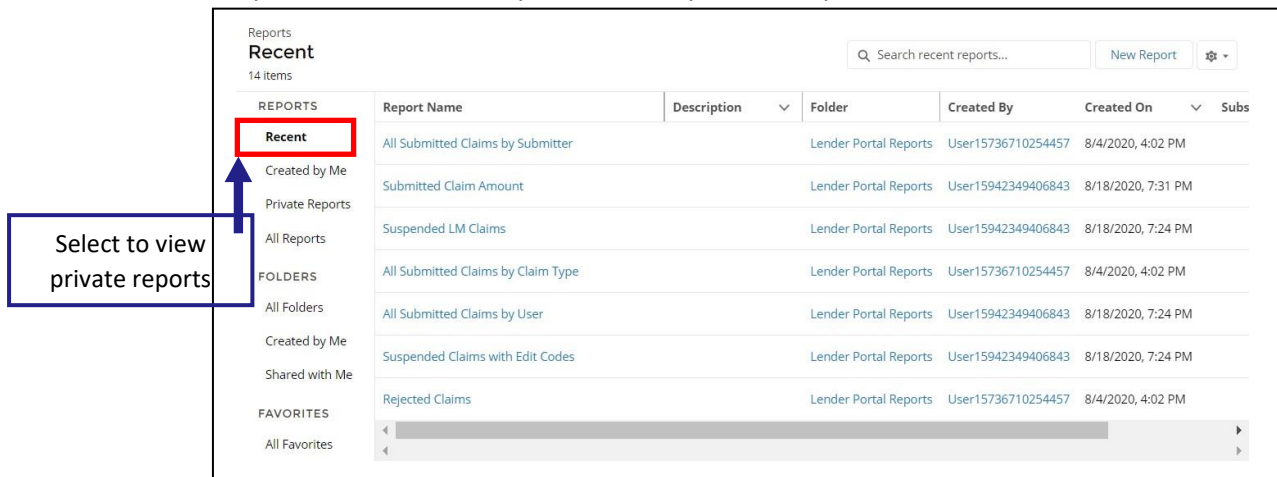 Reports
Recent
14 items
Search recent reports...
New Report
REPORTS
Recent
Created by Me
Private Reports
All Reports
FOLDERS
All Folders
Created by Me
Shared with Me
FAVORITES
All Favorites
Report Name Description Folder Created By Created On Subs
All Submitted Claims by Submitter Lender Portal Reports User15736710254457 8/4/2020, 4:02 PM
Submitted Claim Amount Lender Portal Reports User15942349406843 8/18/2020, 7:31 PM
Suspended LM Claims Lender Portal Reports User15942349406843 8/18/2020, 7:24 PM
All Submitted Claims by Claim Type Lender Portal Reports User15736710254457 8/4/2020, 4:02 PM
All Submitted Claims by User Lender Portal Reports User15942349406843 8/18/2020, 7:24 PM
Suspended Claims with Edit Codes Lender Portal Reports User15942349406843 8/18/2020, 7:24 PM
Rejected Claims Lender Portal Reports User15736710254457 8/4/2020, 4:02 PM
Select to view
private reports